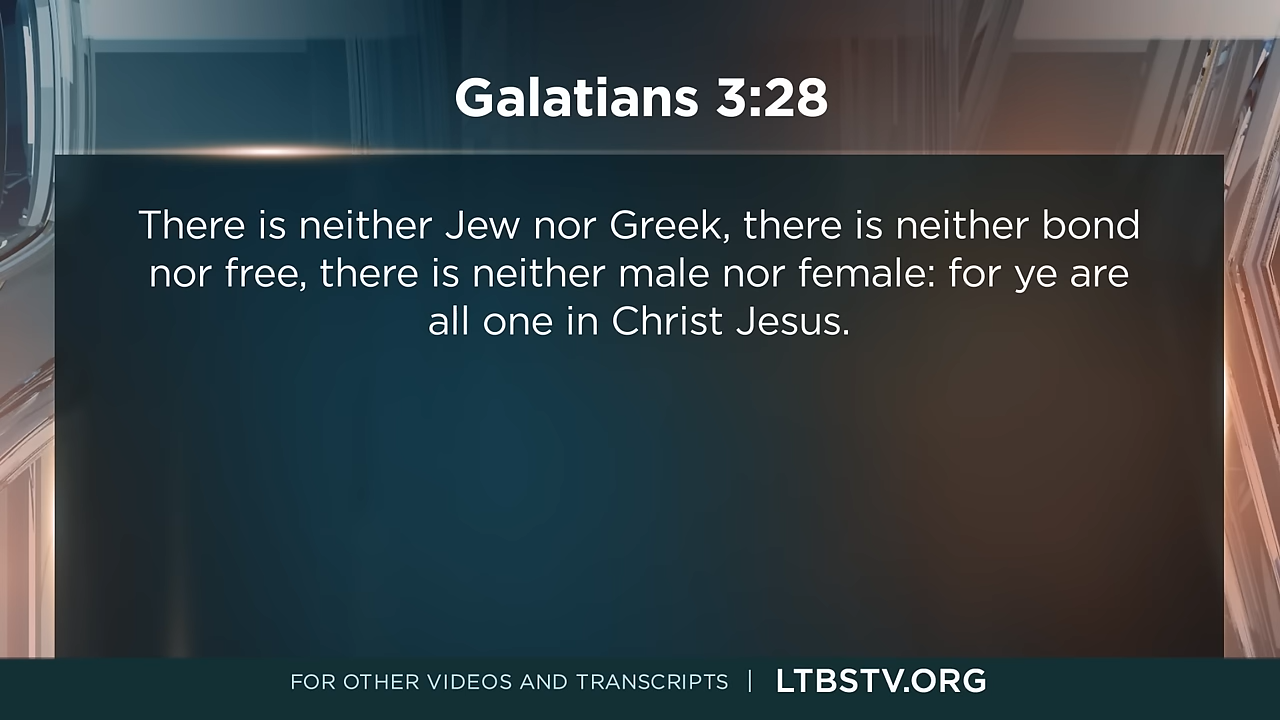 Galatians 3:28
There is neither Jew nor Greek, there is neither bond
nor free, there is neither male nor female: for ye are
all one in Christ Jesus.
FOR OTHER VIDEOS AND TRANSCRIPTS | LTBSTV.ORG